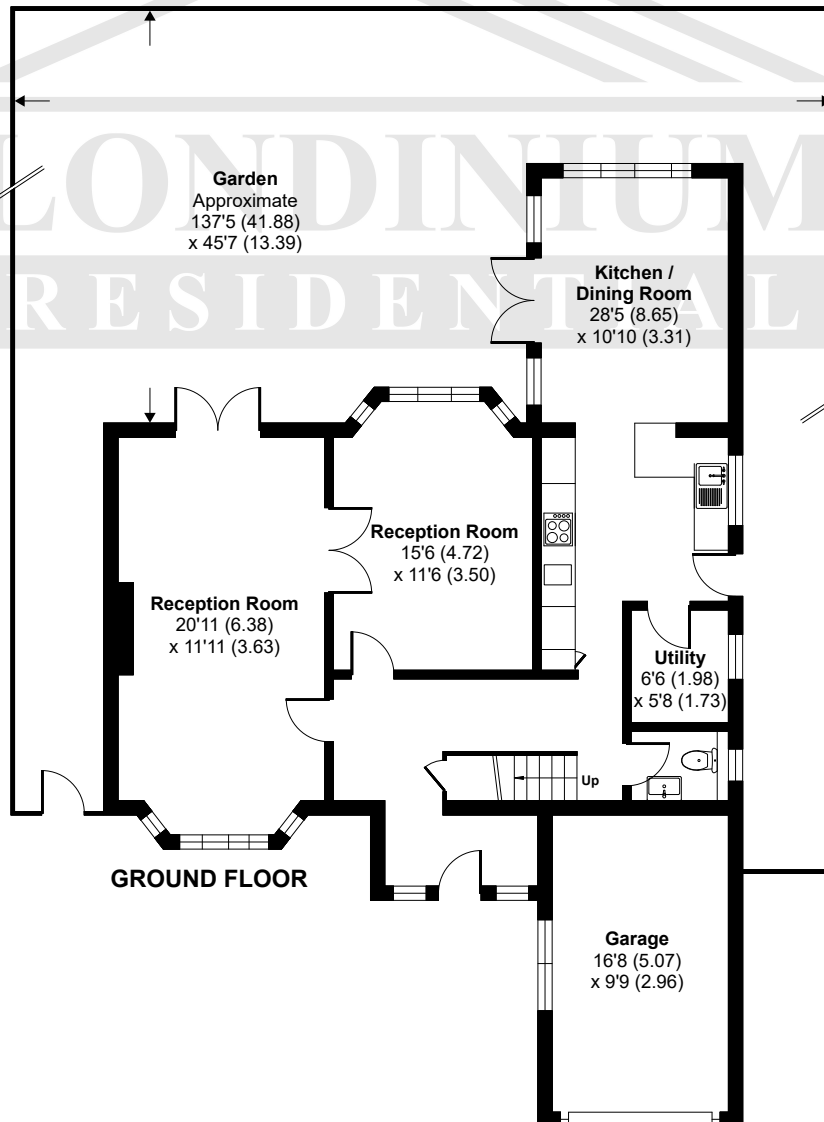 LONDINIUM
RESIDENTIAL
Garden
Approximate
137'5 (41.88)
x 45'7 (13.39)
Kitchen /
Dining Room
28'5 (8.65)
x 10'10 (3.31)
Reception Room
15'6 (4.72)
x 11'6 (3.50)
Reception Room
20'11 (6.38)
x 11'11 (3.63)
Utility
6'6 (1.98)
x 5'8 (1.73)
Up
GROUND FLOOR
Garage
16'8 (5.07)
x 9'9 (2.96)